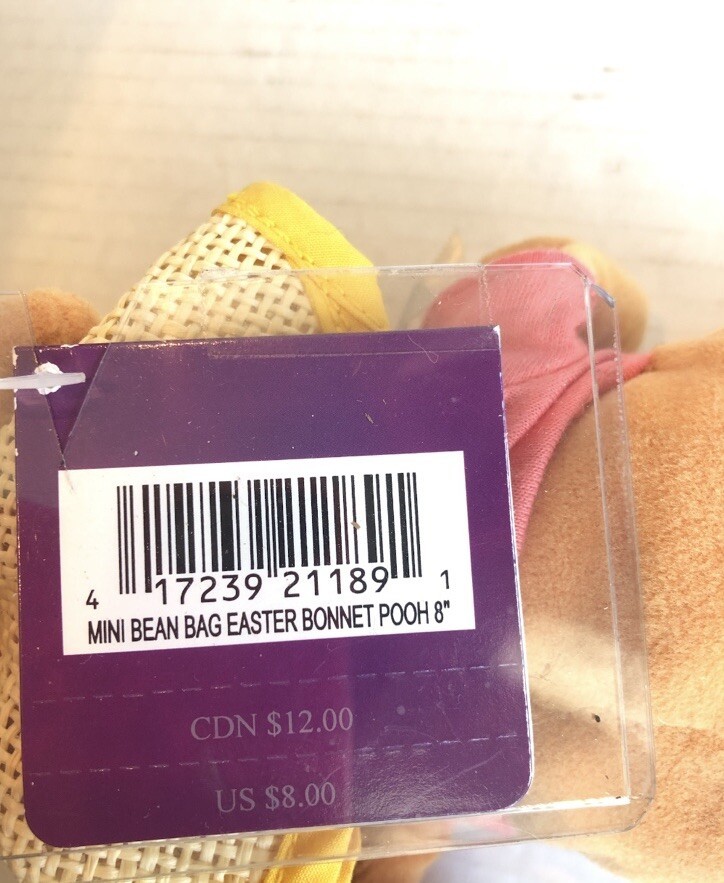 4 17239 21189 1
MINI BEAN BAG EASTER BONNET POOH 8"
CDN $12.00
US $8.00